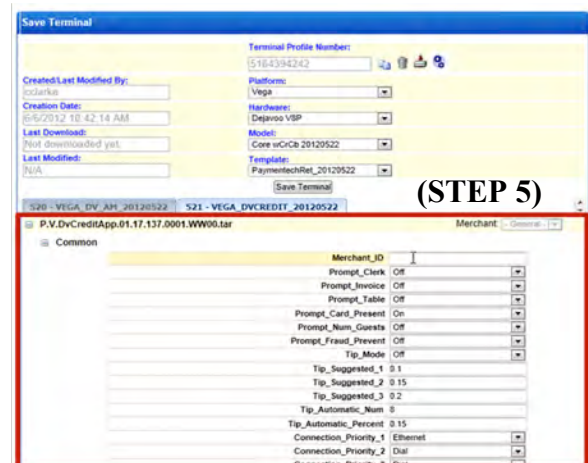 Save Terminal
Terminal Profile Number:
5164394242
Created/Last Modified By:
Platform:
cclarke
Vega
Creation Date:
Hardware:
6/6/2012 10:42:14 AM
Dejavoo V8P
Last Download:
Model:
Not downloaded yet
Core wCrCb 20120522
Last Modified:
Template:
N/A
PaymentechRet_20120522
Save Terminal
(STEP 5)
520 - VEGA_DV_AM_20120522 521 - VEGA_DVCREDIT_20120522
P.V.DvCreditApp.01.17.137.0001.WW00.tar Merchant: - General -
Common
Merchant_ID
Prompt_Clerk Off
Prompt_Invoice Off
Prompt_Table Off
Prompt_Card_Present On
Prompt_Num_Guests Off
Prompt_Fraud_Prevent Off
Tip_Mode Off
Tip_Suggested_1 0.1
Tip_Suggested_2 0.15
Tip_Suggested_3 0.2
Tip_Automatic_Num 8
Tip_Automatic_Percent 0.15
Connection_Priority_1 Ethernet
Connection_Priority_2 Dial